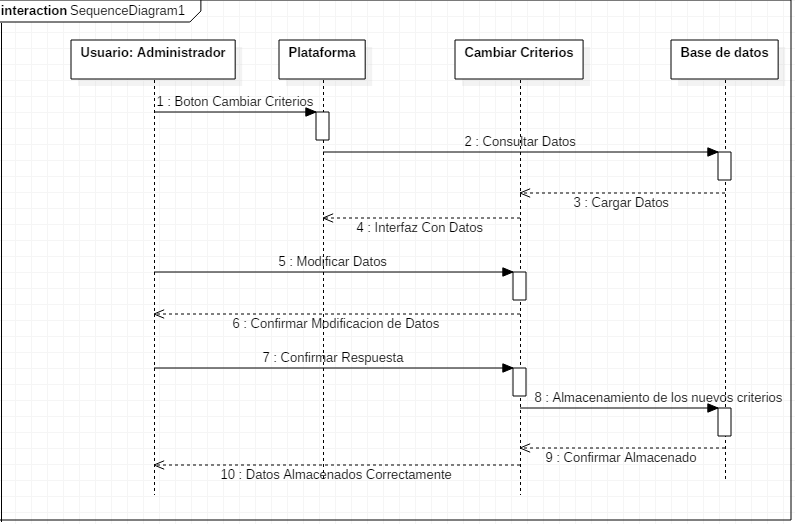 interaction SequenceDiagram1
Usuario: Administrador
Plataforma
Cambiar Criterios
Base de datos
1 : Boton Cambiar Criterios
2 : Consultar Datos
3 : Cargar Datos
4 : Interfaz Con Datos
5 : Modificar Datos
6 : Confirmar Modificacion de Datos
7 : Confirmar Respuesta
8 : Almacenamiento de los nuevos criterios
9 : Confirmar Almacenado
10 : Datos Almacenados Correctamente